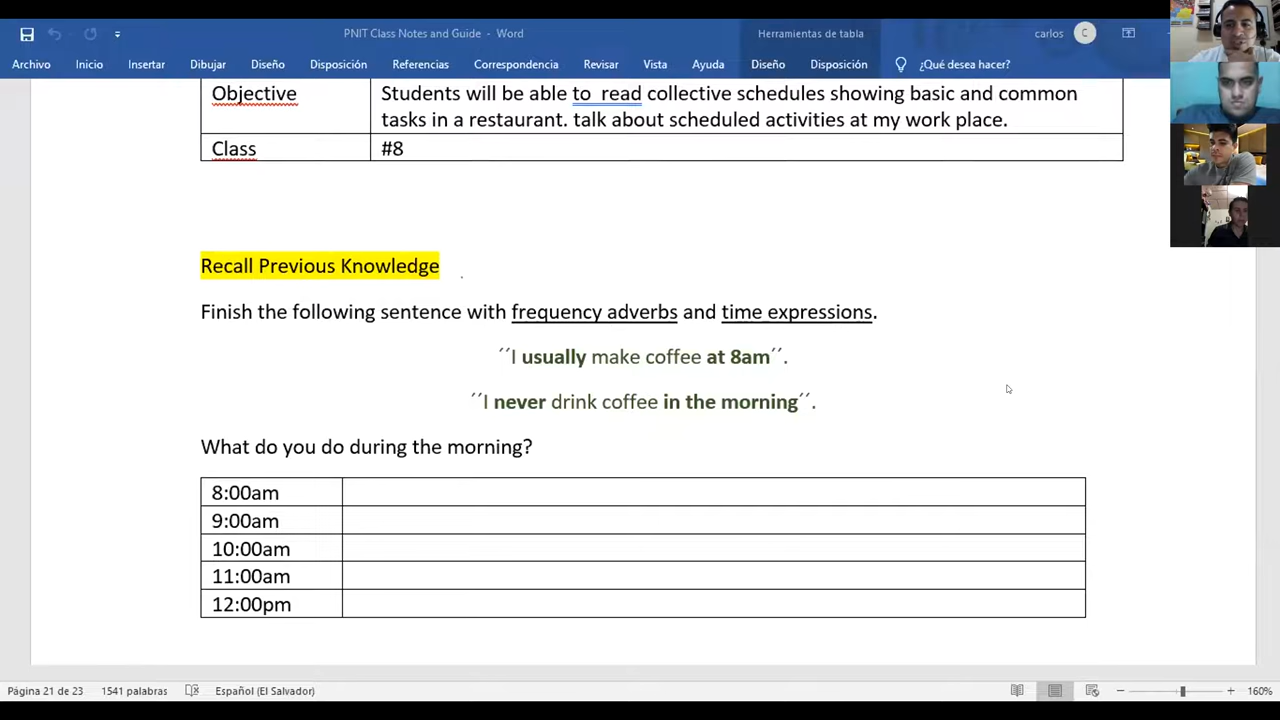 PNIT Class Notes and Guide - Word
Herramientas de tabla
carlos
C
Archivo Inicio Insertar Dibujar Diseño Disposición Referencias Correspondencia Revisar Vista Ayuda Diseño Disposición ¿Qué desea hacer?
Objective Students will be able to read collective schedules showing basic and common
tasks in a restaurant. talk about scheduled activities at my work place.
Class #8
Recall Previous Knowledge
Finish the following sentence with frequency adverbs and time expressions.
´´I usually make coffee at 8am´´.
´´I never drink coffee in the morning´´.
What do you do during the morning?
8:00am
9:00am
10:00am
11:00am
12:00pm
Página 21 de 23 1541 palabras Español (El Salvador) 160%